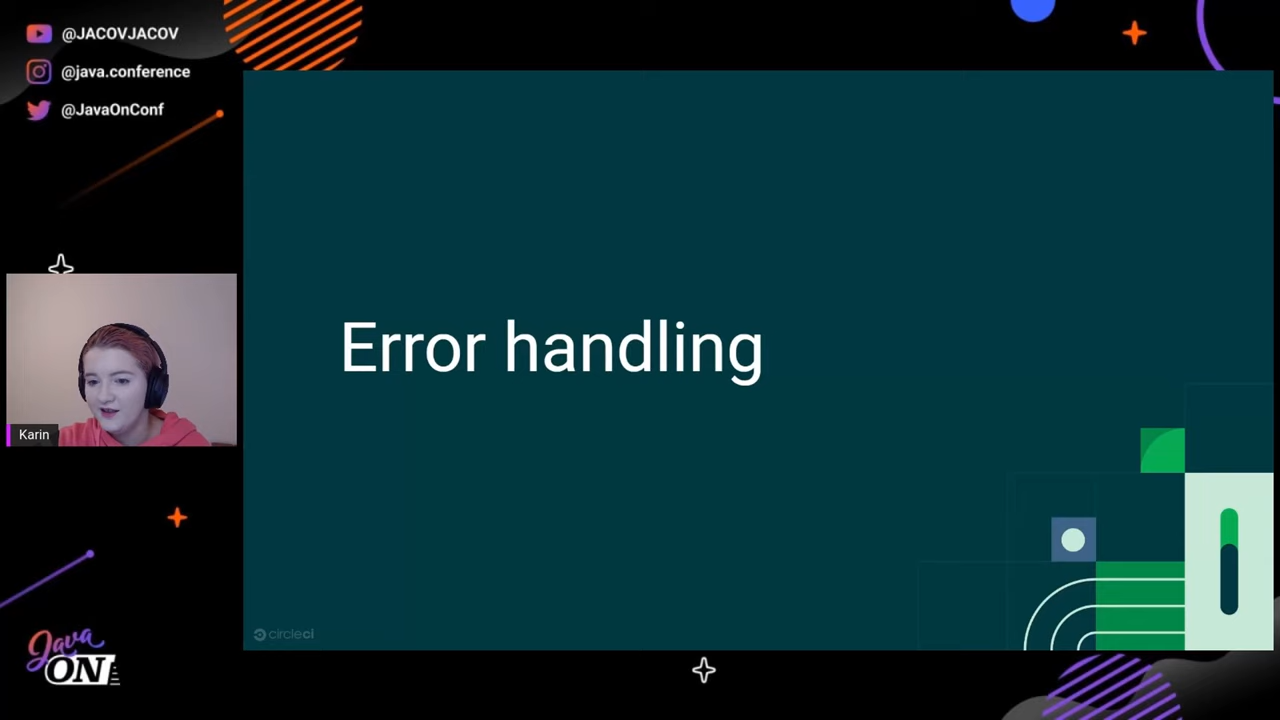 @JACOVJACOV
@java.conference
@JavaOnConf
Error handling
Karin
circleci
Java
ON